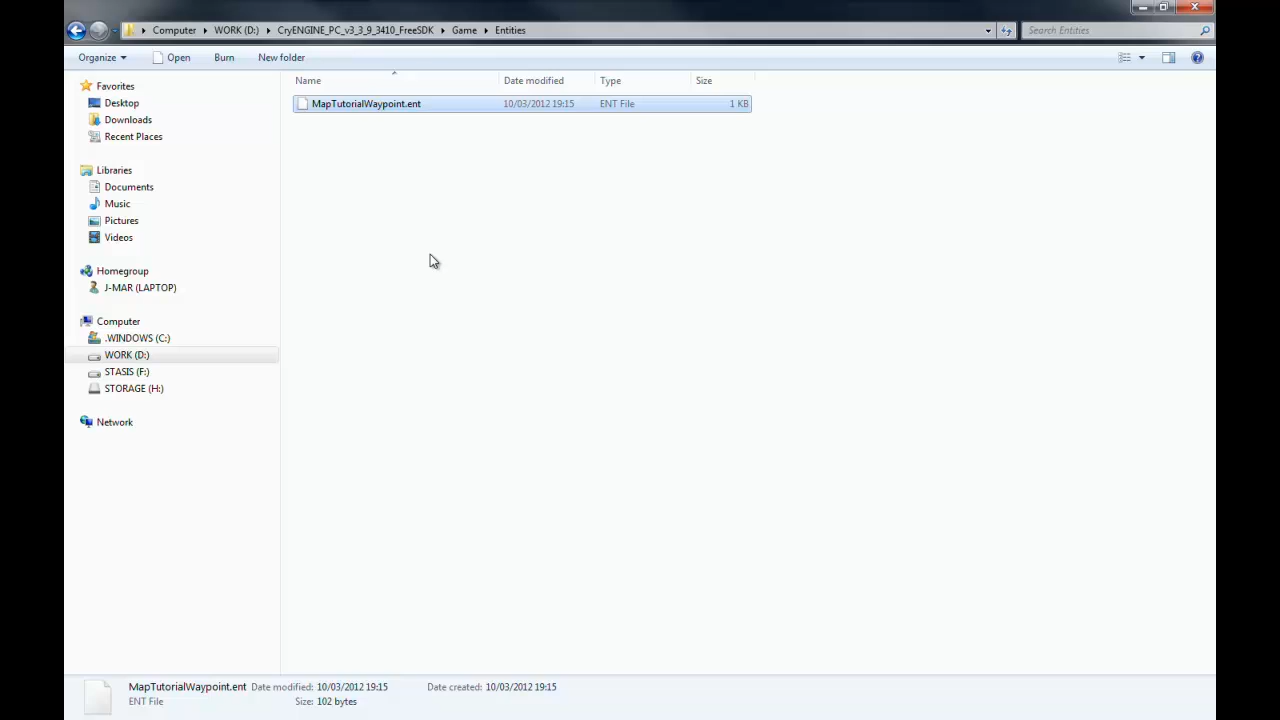 Computer WORK (D:) CryENGINE_PC_v3_3_9_3410_FreeSDK Game Entities Search Entities
Organize Open Burn New folder
Name Date modified Type Size
MapTutorialWaypoint.ent 10/03/2012 19:15 ENT File 1 KB
Favorites
Desktop
Downloads
Recent Places
Libraries
Documents
Music
Pictures
Videos
Homegroup
J-MAR (LAPTOP)
Computer
.WINDOWS (C:)
WORK (D:)
STASIS (F:)
STORAGE (H:)
Network
MapTutorialWaypoint.ent Date modified: 10/03/2012 19:15 Date created: 10/03/2012 19:15
ENT File Size: 102 bytes